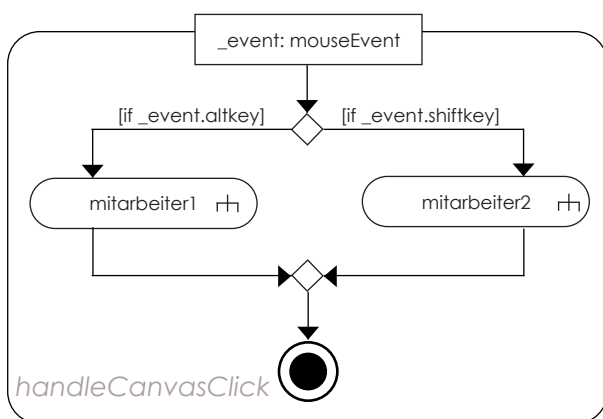 _event: mouseEvent
[if _event.altkey]
[if _event.shiftkey]
mitarbeiter1
mitarbeiter2
handleCanvasClick